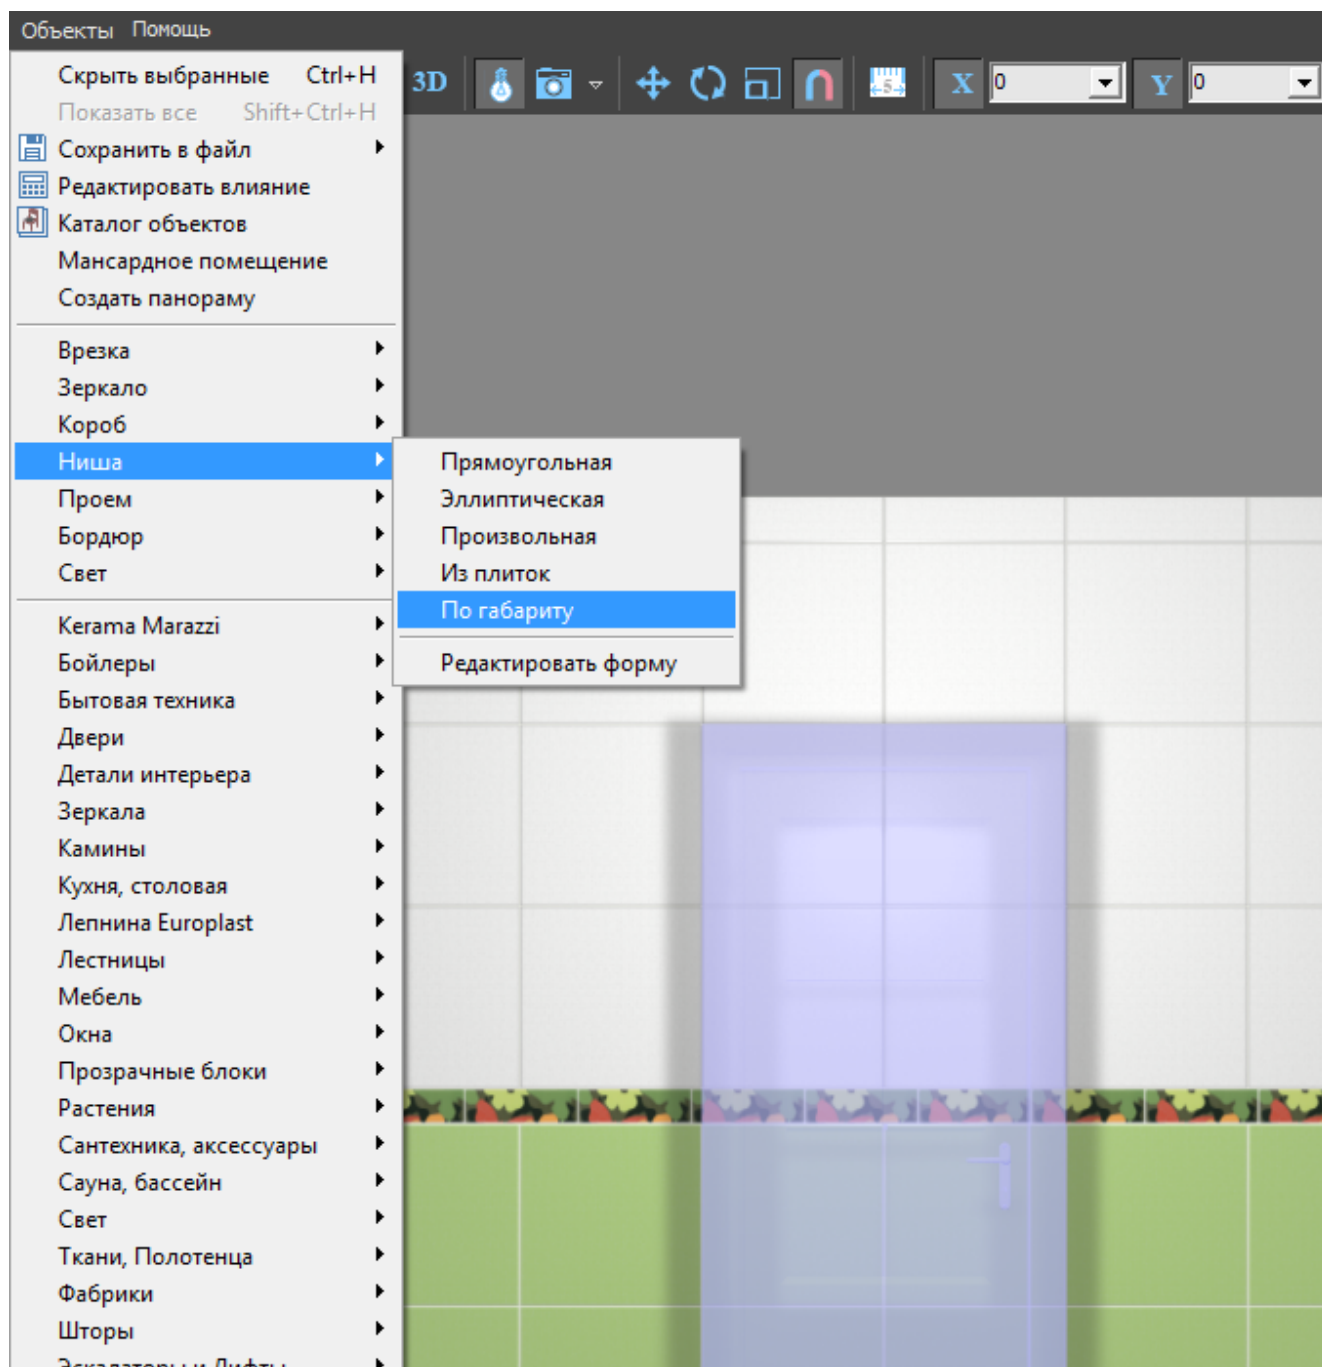 Объекты Помощь
Скрыть выбранные Ctrl+H
Показать все Shift+Ctrl+H
Сохранить в файл
Редактировать влияние
Каталог объектов
Мансардное помещение
Создать панораму
Врезка
Зеркало
Короб
Ниша
Проем
Бордюр
Свет
Kerama Marazzi
Бойлеры
Бытовая техника
Двери
Детали интерьера
Зеркала
Камины
Кухня, столовая
Лепнина Europlast
Лестницы
Мебель
Окна
Прозрачные блоки
Растения
Сантехника, аксессуары
Сауна, бассейн
Свет
Ткани, Полотенца
Фабрики
Шторы
Эскалаторы и Лифты
3D 5 X 0 Y 0
Прямоугольная
Эллиптическая
Произвольная
Из плиток
По габариту
Редактировать форму